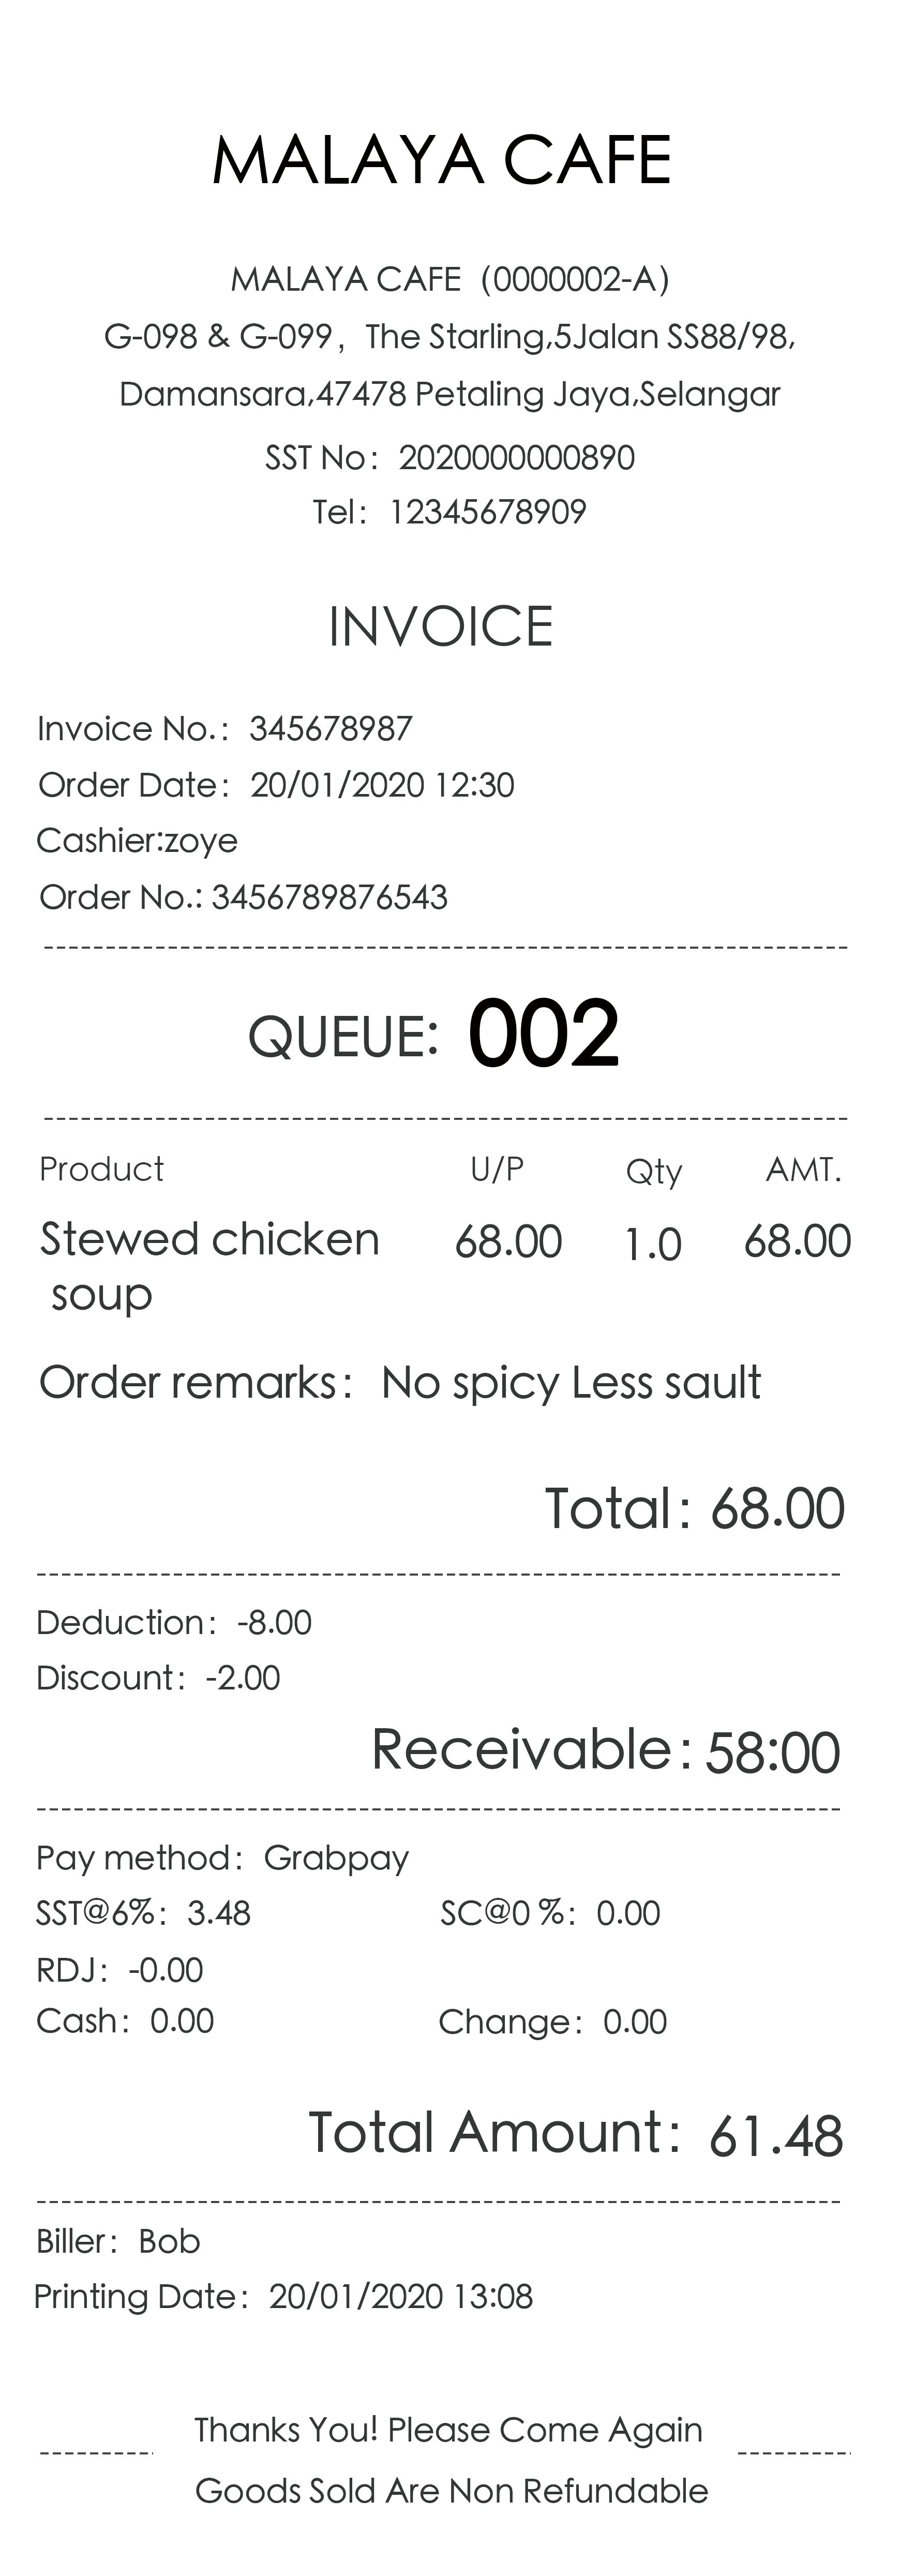 MALAYA CAFE
MALAYA CAFE (0000002-A)
G-098 & G-099, The Starling,5Jalan SS88/98,
Damansara,47478 Petaling Jaya,Selangar
SST No: 2020000000890
Tel: 12345678909
INVOICE
Invoice No.: 345678987
Order Date: 20/01/2020 12:30
Cashier:zoye
Order No.: 3456789876543
QUEUE: 002
Product U/P Qty AMT.
Stewed chicken 68.00 1.0 68.00
soup
Order remarks: No spicy Less sault
Total: 68.00
Deduction: -8.00
Discount: -2.00
Receivable: 58:00
Pay method: Grabpay
SST@6%: 3.48 SC@0 %: 0.00
RDJ: -0.00
Cash: 0.00 Change: 0.00
Total Amount: 61.48
Biller: Bob
Printing Date: 20/01/2020 13:08
Thanks You! Please Come Again
Goods Sold Are Non Refundable